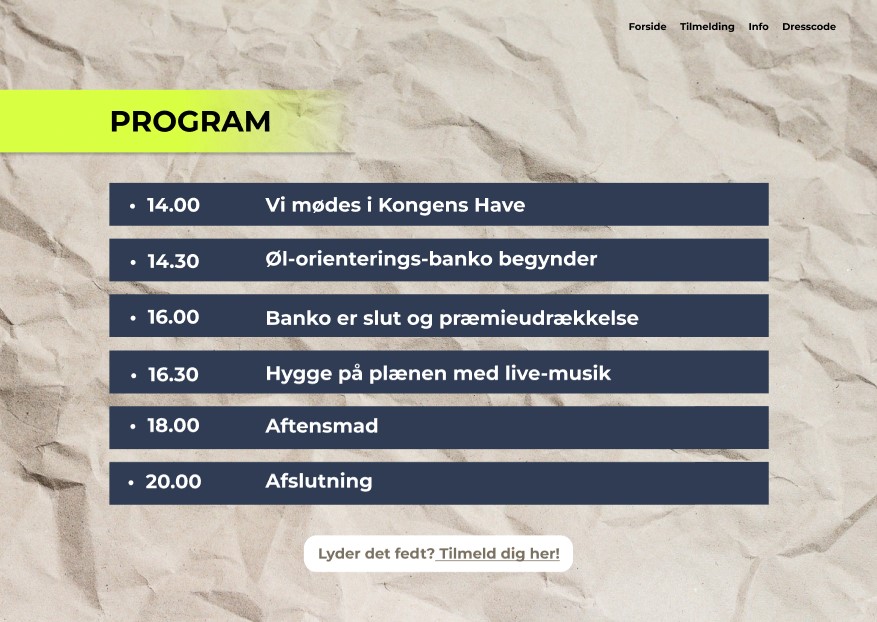 Forside Tilmelding Info Dresscode
PROGRAM
• 14.00 Vi mødes i Kongens Have
• 14.30 Øl-orienterings-banko begynder
• 16.00 Banko er slut og præmieudrækkelse
• 16.30 Hygge på plænen med live-musik
• 18.00 Aftensmad
• 20.00 Afslutning
Lyder det fedt? Tilmeld dig her!